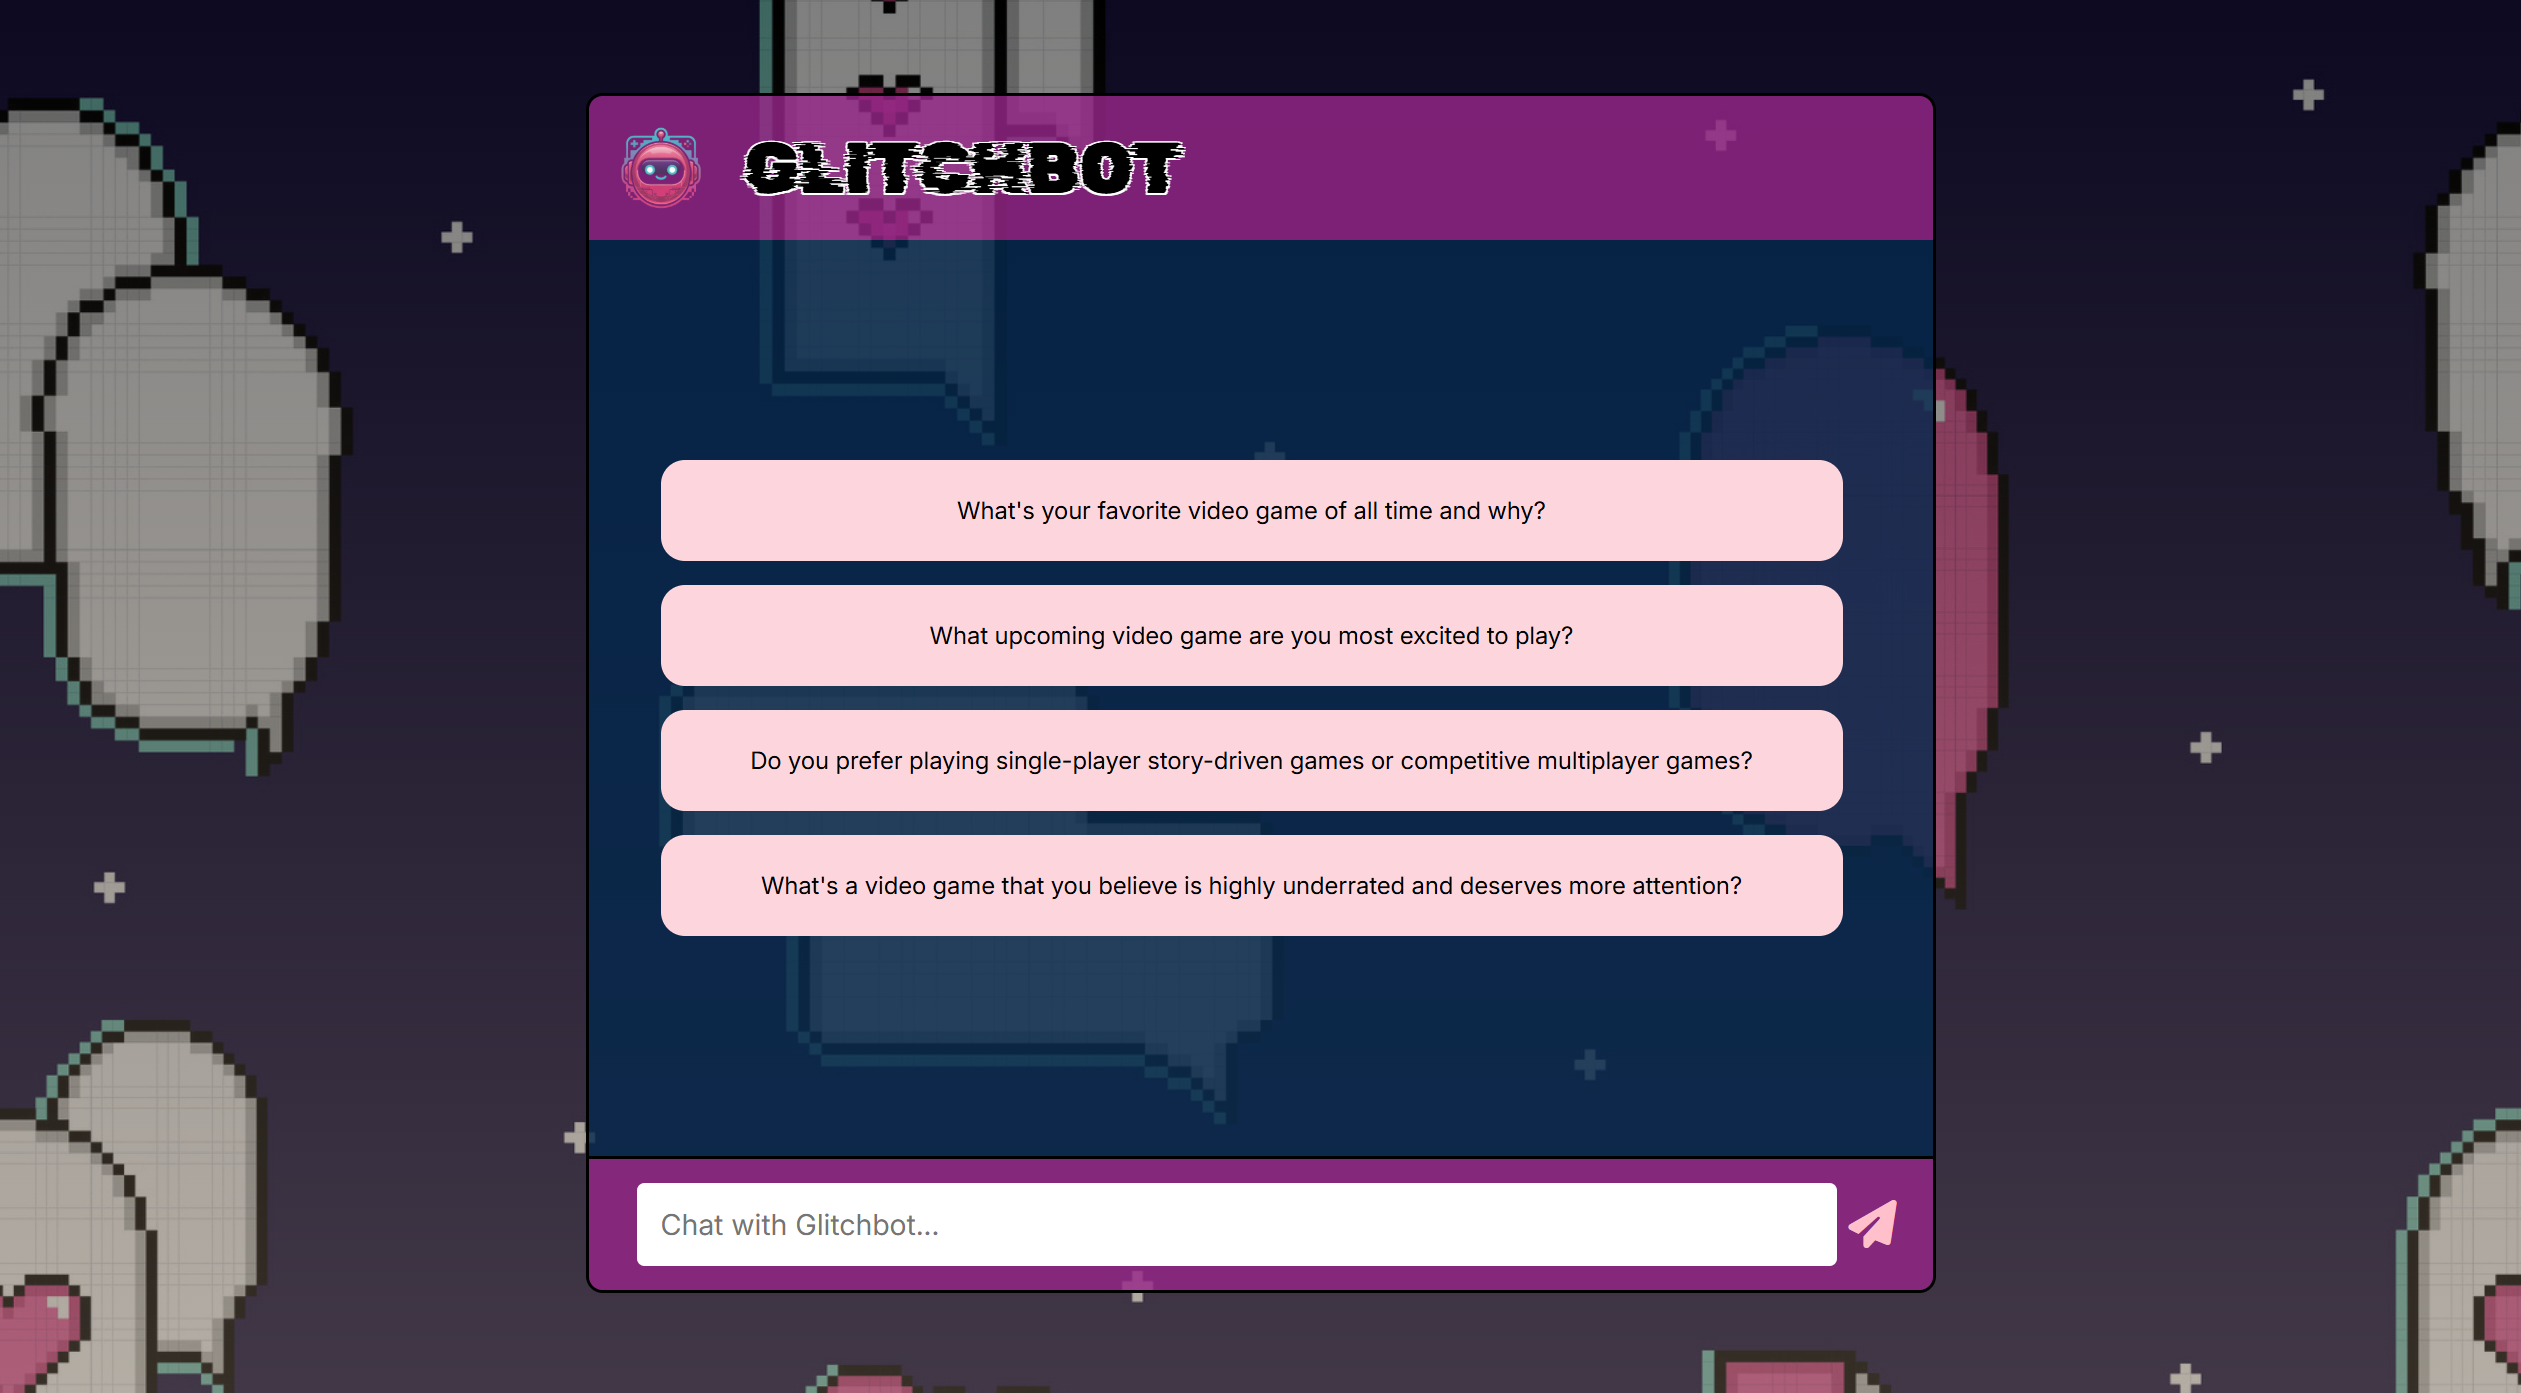 GLITCHBOT
What's your favorite video game of all time and why?
What upcoming video game are you most excited to play?
Do you prefer playing single-player story-driven games or competitive multiplayer games?
What's a video game that you believe is highly underrated and deserves more attention?
Chat with Glitchbot...